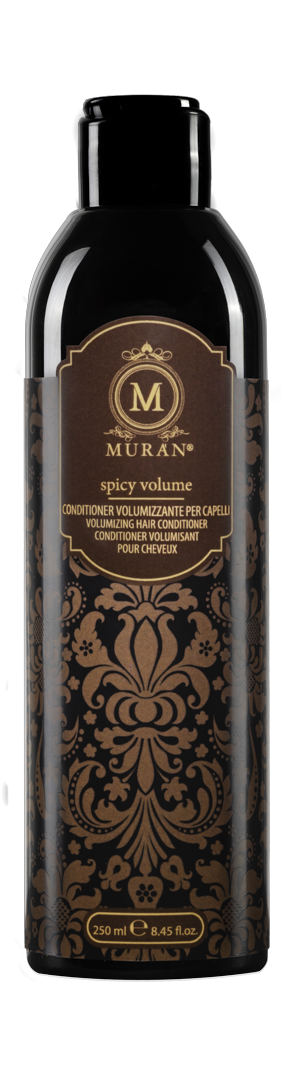 M
MURÁN®
spicy volume
CONDITIONER VOLUMIZZANTE PER CAPELLI
VOLUMIZING HAIR CONDITIONER
CONDITIONER VOLUMISANT
POUR CHEVEUX
250 ml ℮ 8.45 fl.oz.